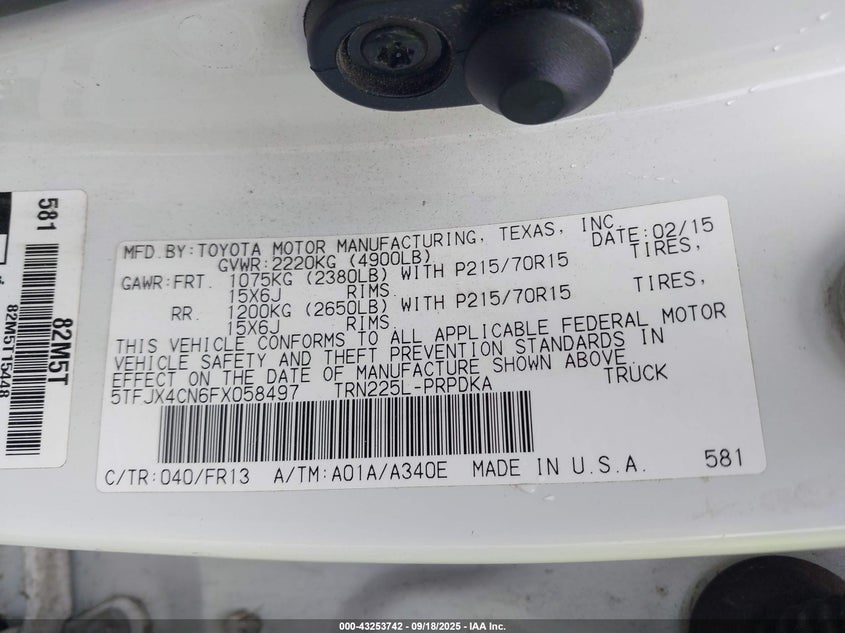 MFD. BY: TOYOTA MOTOR MANUFACTURING, TEXAS, INC. DATE: 02/15
GVWR: 2220KG (4900LB)
GAWR: FRT. 1075KG (2380LB) WITH P215/70R15 TIRES,
15X6J RIMS
RR. 1200KG (2650LB) WITH P215/70R15 TIRES,
15X6J RIMS
THIS VEHICLE CONFORMS TO ALL APPLICABLE FEDERAL MOTOR
VEHICLE SAFETY AND THEFT PREVENTION STANDARDS IN
EFFECT ON THE DATE OF MANUFACTURE SHOWN ABOVE.
5TFJX4CN6FX058497 TRN225L-PRPDKA TRUCK
C/TR: 040/FR13 A/TM: A01A/A340E MADE IN U.S.A. 581
581
82M5T
82M5T15448
000-43253742 - 09/18/2025 - IAA Inc.